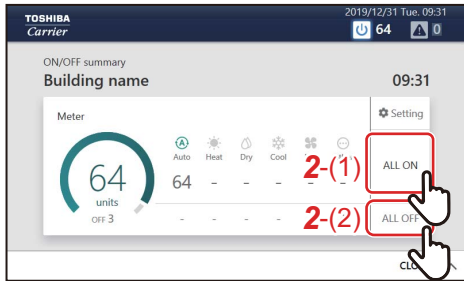 TOSHIBA
Carrier
2019/12/31 Tue. 09:31
64
0
ON/OFF summary
Building name
09:31
Meter
Setting
Auto
Heat
Dry
Cool
64
units
OFF 3
64 - - -
- - - -
2-(1)
ALL ON
2-(2)
ALL OFF